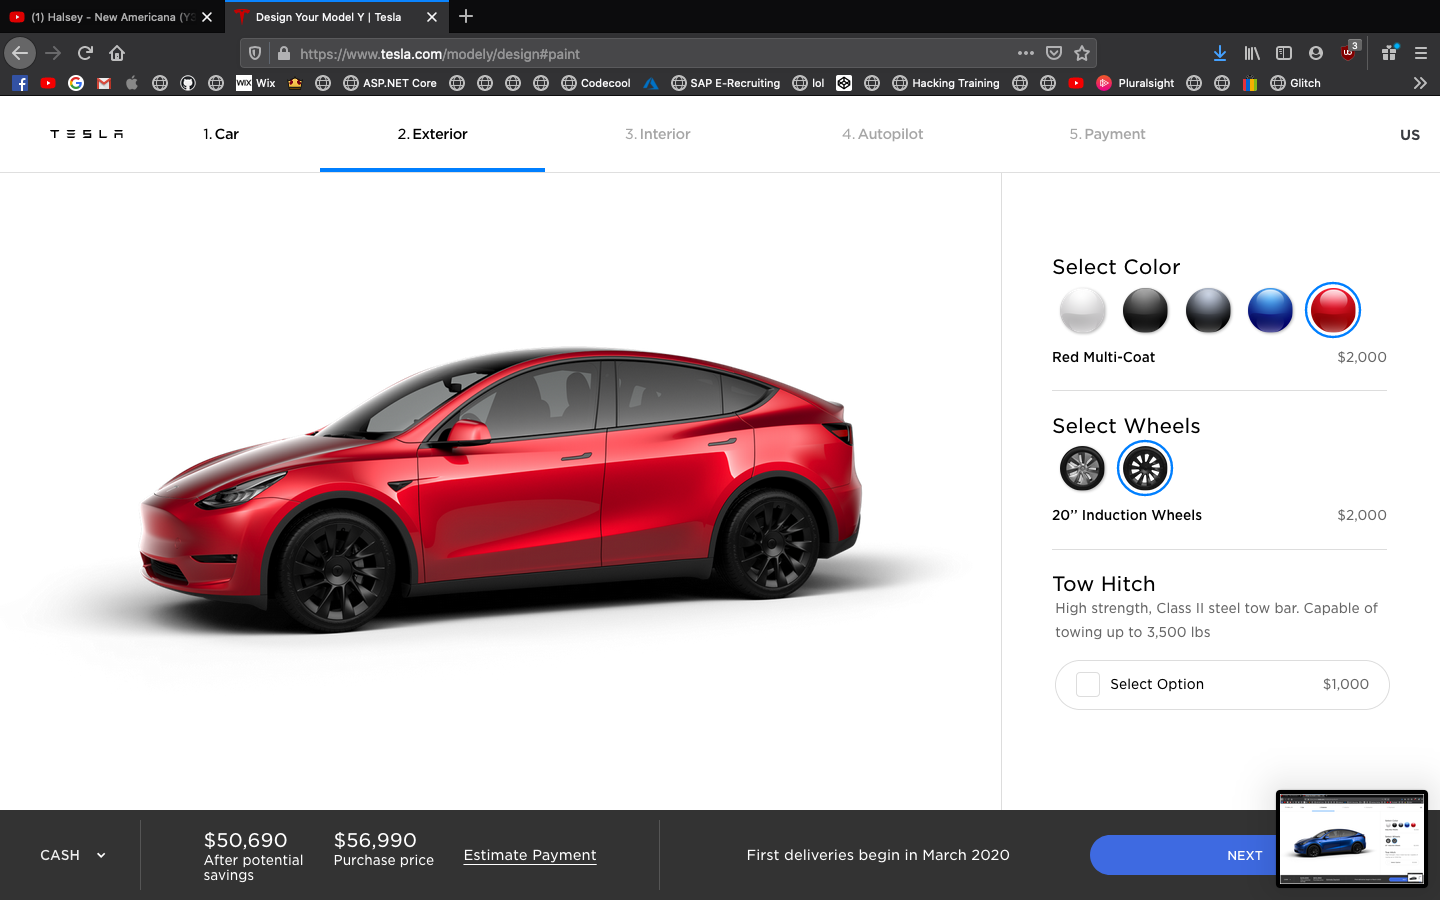 (1) Halsey - New Americana (Y
Design Your Model Y | Tesla
https://www.tesla.com/modely/design#paint
3
WIX Wix
ASP.NET Core
Codecool
SAP E-Recruiting
lol
Hacking Training
Pluralsight
Glitch
TESLA
1. Car
2. Exterior
3. Interior
4. Autopilot
5. Payment
US
Select Color
Red Multi-Coat
$2,000
Select Wheels
20’’ Induction Wheels
$2,000
Tow Hitch
High strength, Class II steel tow bar. Capable of
towing up to 3,500 lbs
Select Option
$1,000
CASH
$50,690
After potential
savings
$56,990
Purchase price
Estimate Payment
First deliveries begin in March 2020
NEXT